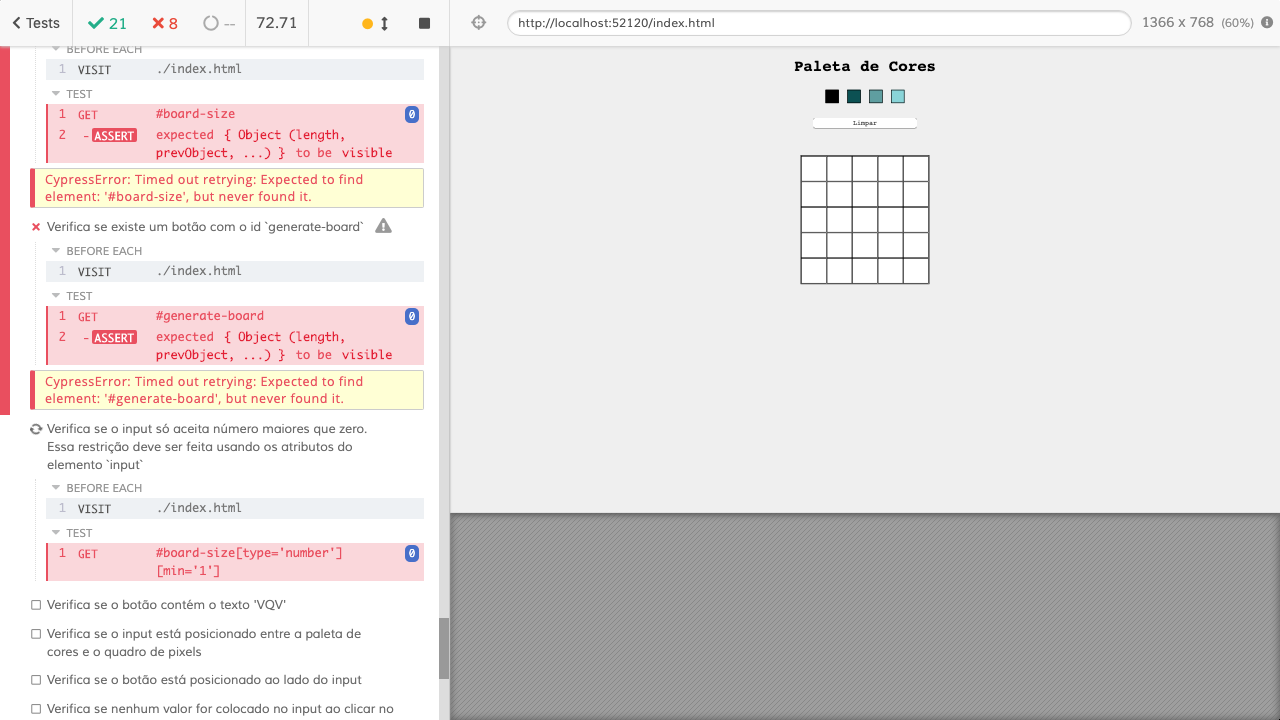 Tests
21
8
--
72.71
BEFORE EACH
1 VISIT ./index.html
TEST
1 GET #board-size 0
2 -ASSERT expected { Object (length,
prevObject, ...) } to be visible
CypressError: Timed out retrying: Expected to find
element: '#board-size', but never found it.
Verifica se existe um botão com o id `generate-board`
BEFORE EACH
1 VISIT ./index.html
TEST
1 GET #generate-board 0
2 -ASSERT expected { Object (length,
prevObject, ...) } to be visible
CypressError: Timed out retrying: Expected to find
element: '#generate-board', but never found it.
Verifica se o input só aceita número maiores que zero.
Essa restrição deve ser feita usando os atributos do
elemento `input`
BEFORE EACH
1 VISIT ./index.html
TEST
1 GET #board-size[type='number'] 0
[min='1']
Verifica se o botão contém o texto 'VQV'
Verifica se o input está posicionado entre a paleta de
cores e o quadro de pixels
Verifica se o botão está posicionado ao lado do input
Verifica se nenhum valor for colocado no input ao clicar no
http://localhost:52120/index.html
1366 x 768 (60%)
Paleta de Cores
Limpar